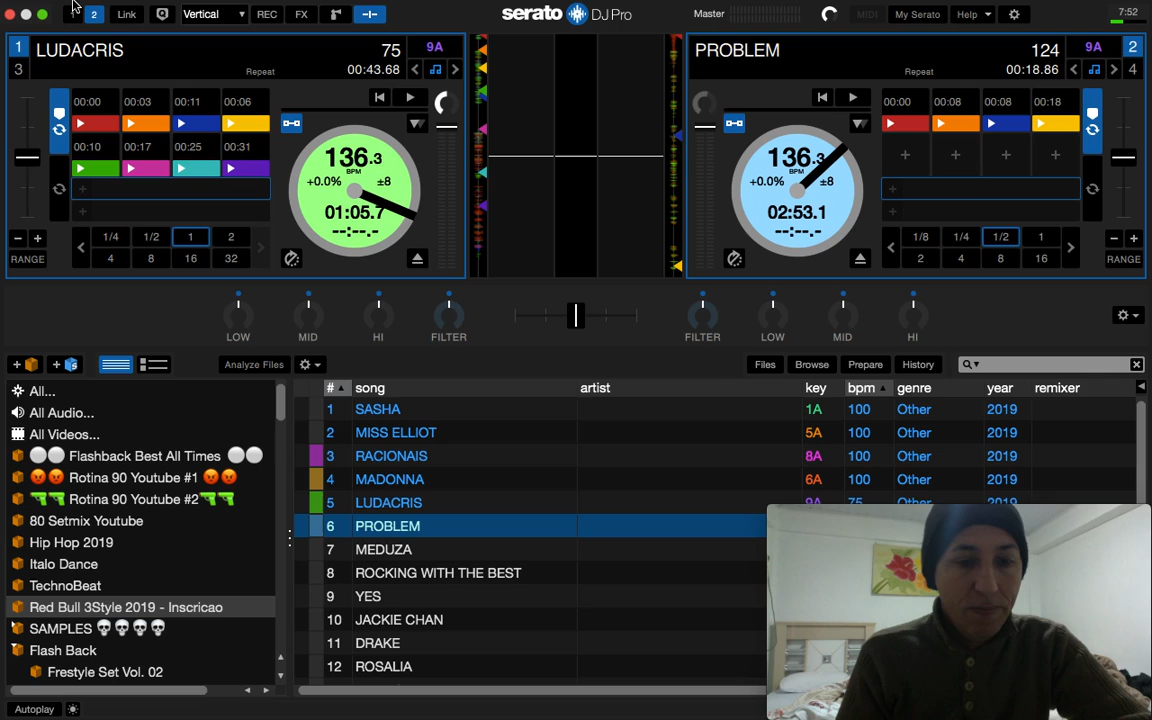 2 Link Vertical REC FX serato DJ Pro Master MIDI My Serato Help 7:52
1 LUDACRIS 75 9A
3 Repeat 00:43.68
00:00 00:03 00:11 00:06
00:10 00:17 00:25 00:31
136.3
BPM
+0.0% ±8
01:05.7
--:--.-
1/4 1/2 1 2
4 8 16 32
RANGE
PROBLEM 124 9A 2
Repeat 00:18.86 4
00:00 00:08 00:08 00:18
136.3
BPM
+0.0% ±8
02:53.1
--:--.-
1/8 1/4 1/2 1
2 4 8 16
RANGE
LOW MID HI FILTER FILTER LOW MID HI
Analyze Files Files Browse Prepare History
All...
All Audio...
All Videos...
Flashback Best All Times
Rotina 90 Youtube #1
Rotina 90 Youtube #2
80 Setmix Youtube
Hip Hop 2019
Italo Dance
TechnoBeat
Red Bull 3Style 2019 - Inscricao
SAMPLES
Flash Back
Frestyle Set Vol. 02
Autoplay
# song artist key bpm genre year remixer
1 SASHA 1A 100 Other 2019
2 MISS ELLIOT 5A 100 Other 2019
3 RACIONAIS 8A 100 Other 2019
4 MADONNA 6A 100 Other 2019
5 LUDACRIS 9A 75 Other 2019
6 PROBLEM
7 MEDUZA
8 ROCKING WITH THE BEST
9 YES
10 JACKIE CHAN
11 DRAKE
12 ROSALIA